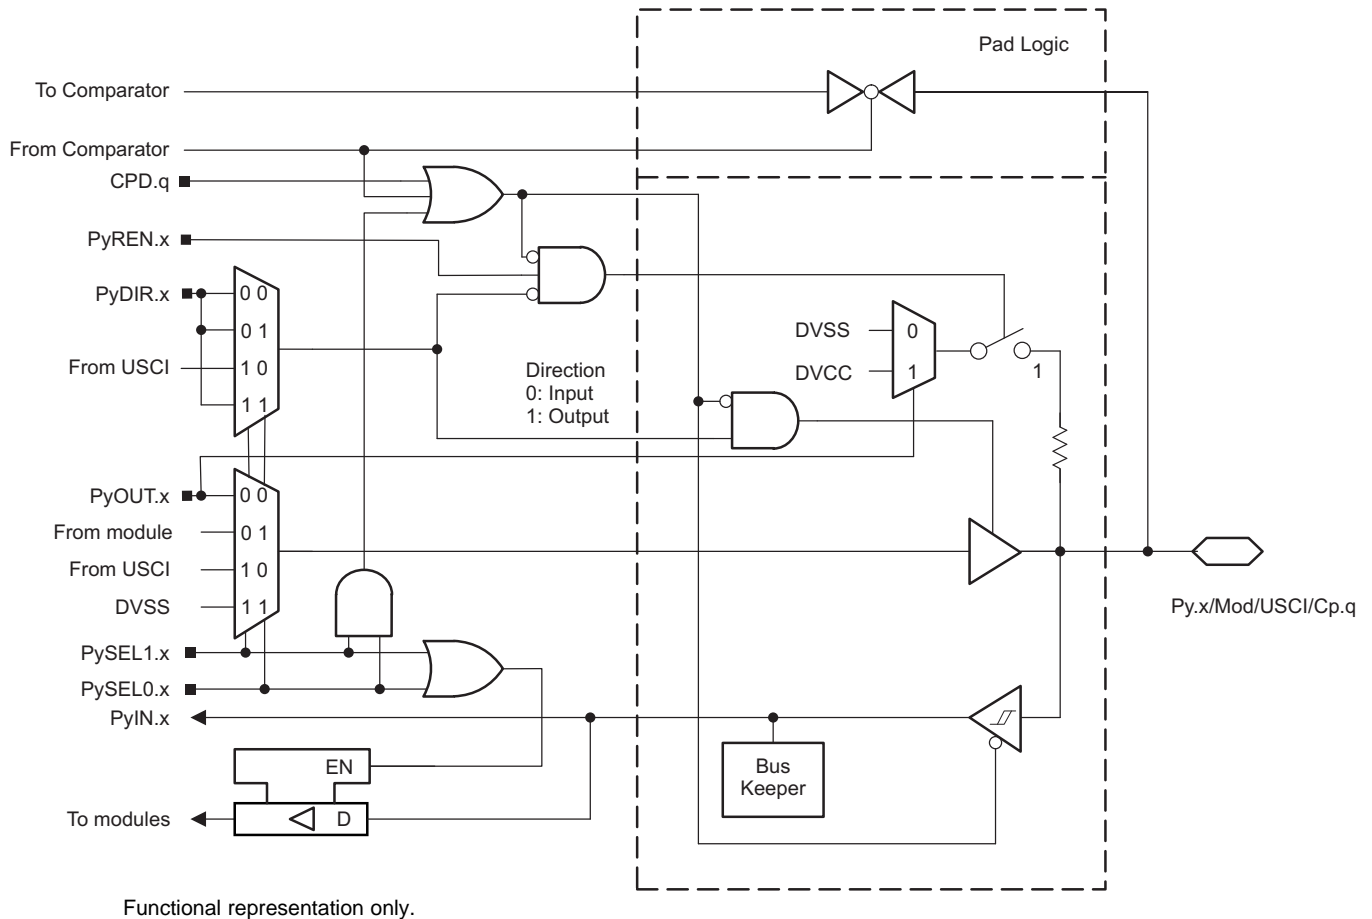 Pad Logic
To Comparator
From Comparator
CPD.q
PyREN.x
PyDIR.x
0 0
0 1
From USCI
1 0
1 1
Direction
0: Input
1: Output
DVSS
0
DVCC
1
1
PyOUT.x
0 0
From module
0 1
From USCI
1 0
DVSS
1 1
Py.x/Mod/USCI/Cp.q
PySEL1.x
PySEL0.x
PyIN.x
EN
Bus
Keeper
To modules
D
Functional representation only.